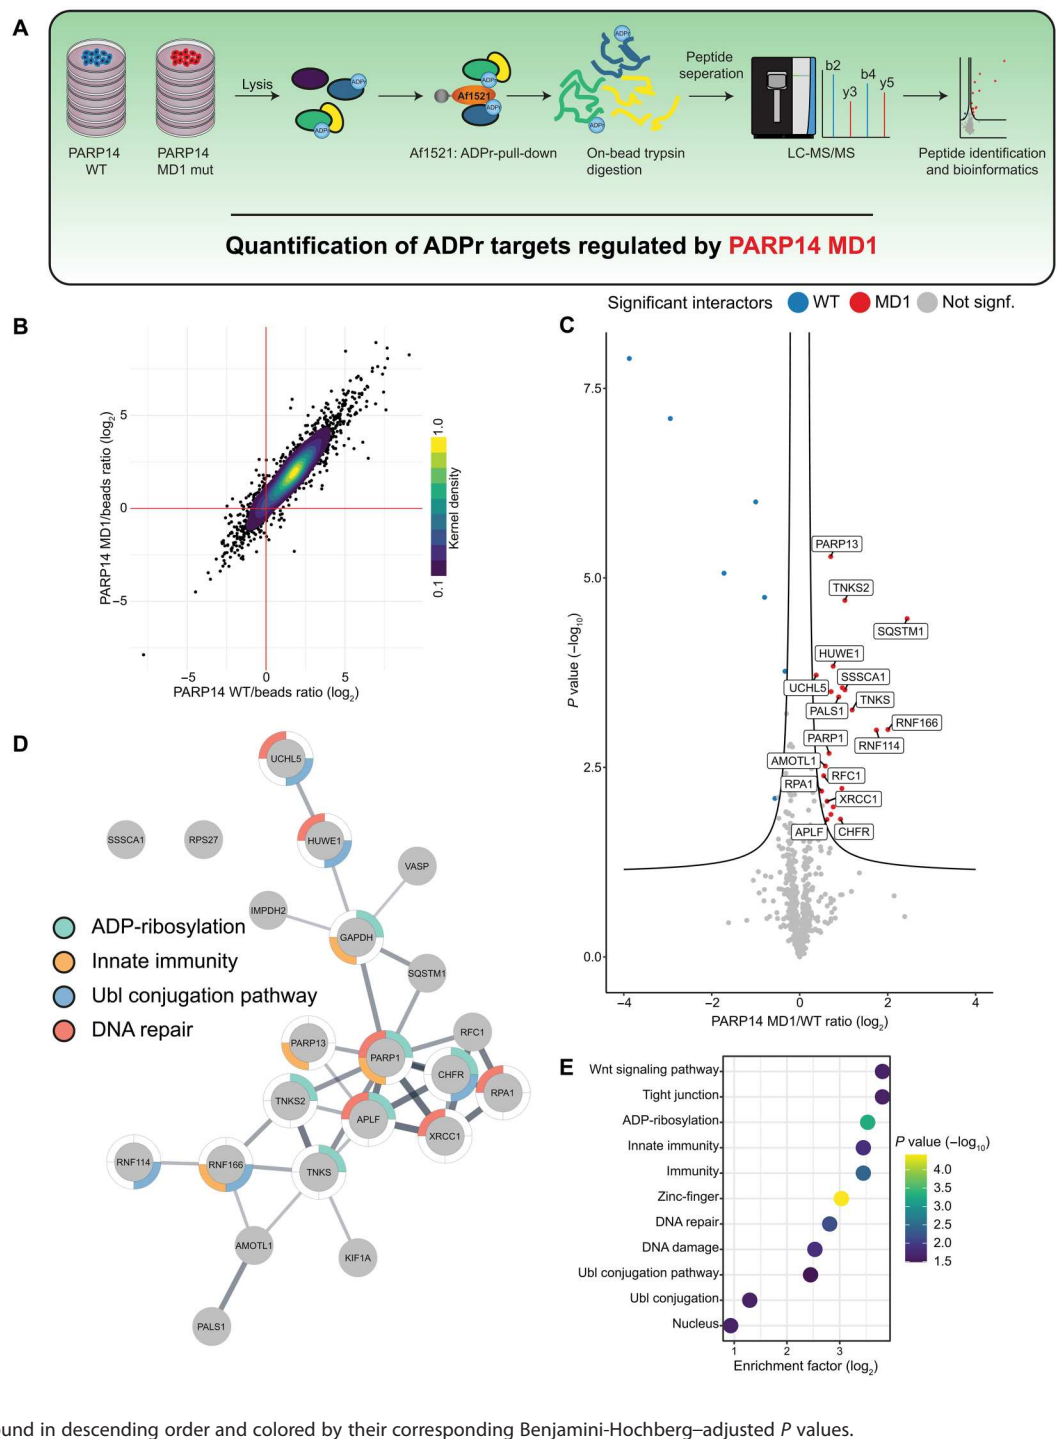 A
PARP14
WT
PARP14
MD1 mut
Lysis
ADPr
ADPr
ADPr
Af1521
ADPr
Af1521: ADPr-pull-down
ADPr
ADPr
On-bead trypsin
digestion
Peptide
seperation
b2
b4
y3
y5
LC-MS/MS
Peptide identification
and bioinformatics
Quantification of ADPr targets regulated by PARP14 MD1
B
PARP14 MD1/beads ratio (log2)
5
0
−5
−5
0
5
PARP14 WT/beads ratio (log2)
1.0
Kernel density
0.1
Significant interactors
WT
MD1
Not signf.
C
P value (−log10)
7.5
5.0
2.5
0.0
−4
−2
0
2
4
PARP14 MD1/WT ratio (log2)
PARP13
TNKS2
SQSTM1
HUWE1
SSSCA1
UCHL5
TNKS
PALS1
RNF166
PARP1
RNF114
AMOTL1
RFC1
RPA1
XRCC1
APLF
CHFR
D
UCHL5
SSSCA1
RPS27
HUWE1
VASP
IMPDH2
GAPDH
SQSTM1
ADP-ribosylation
Innate immunity
Ubl conjugation pathway
DNA repair
PARP13
PARP1
RFC1
CHFR
RPA1
TNKS2
APLF
XRCC1
RNF114
RNF166
TNKS
AMOTL1
KIF1A
PALS1
E
Wnt signaling pathway
Tight junction
ADP-ribosylation
Innate immunity
Immunity
Zinc-finger
DNA repair
DNA damage
Ubl conjugation pathway
Ubl conjugation
Nucleus
1
2
3
Enrichment factor (log2)
P value (−log10)
4.0
3.5
3.0
2.5
2.0
1.5
ound in descending order and colored by their corresponding Benjamini-Hochberg–adjusted P values.